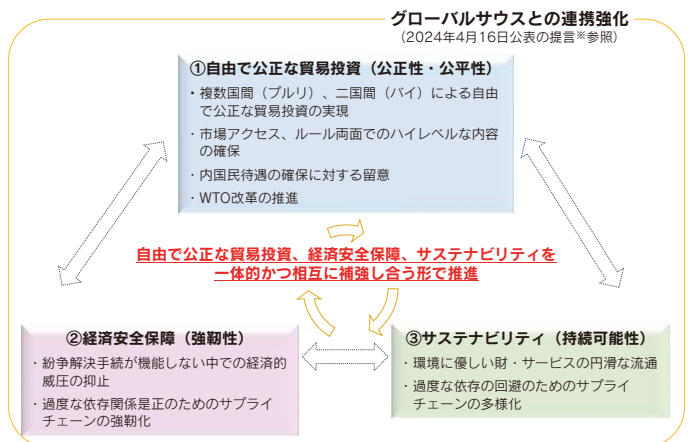 グローバルサウスとの連携強化
（2024年4月16日公表の提言※参照）
①自由で公正な貿易投資（公正性・公平性）
・複数国間（プルリ）、二国間（バイ）による自由
で公正な貿易投資の実現
・市場アクセス、ルール両面でのハイレベルな内容
の確保
・内国民待遇の確保に対する留意
・WTO改革の推進
自由で公正な貿易投資、経済安全保障、サステナビリティを
一体的かつ相互に補強し合う形で推進
②経済安全保障（強靭性）
・紛争解決手続が機能しない中での経済的
威圧の抑止
・過度な依存関係是正のためのサプライ
チェーンの強靭化
③サステナビリティ（持続可能性）
・環境に優しい財・サービスの円滑な流通
・過度な依存の回避のためのサプライ
チェーンの多様化